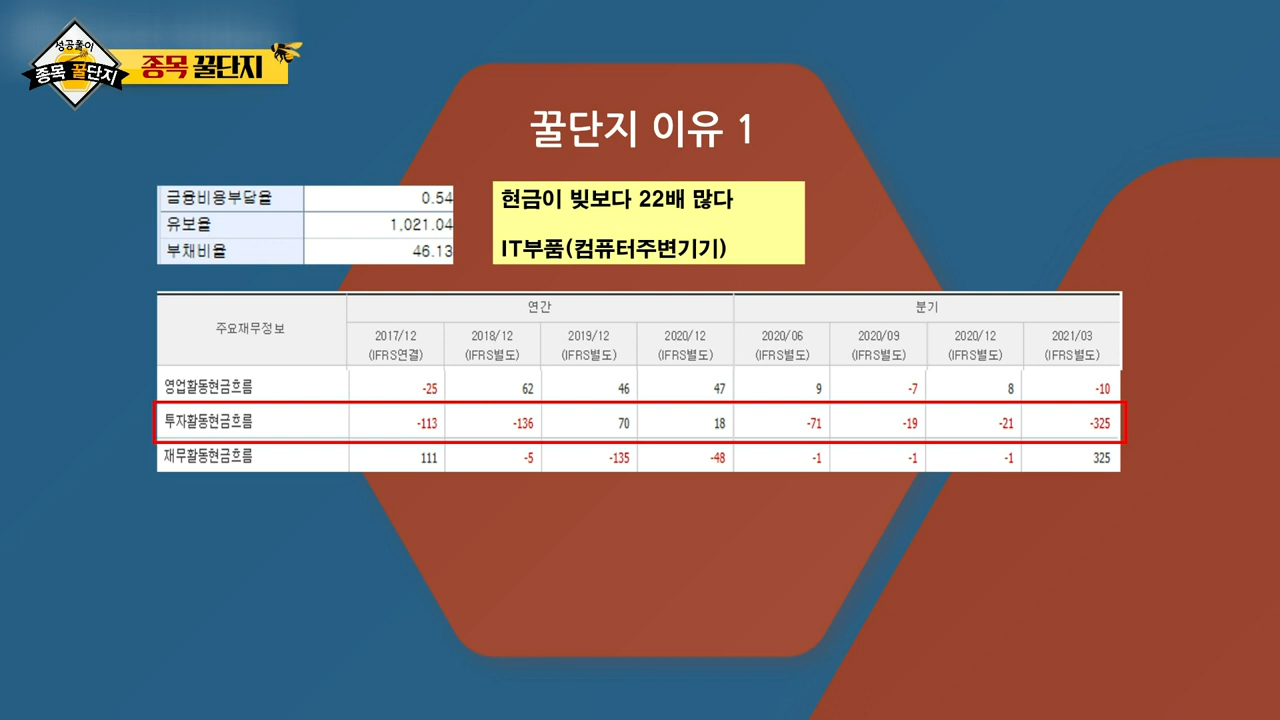 성공폴이
종목 꿀단지
종목 꿀단지
꿀단지 이유 1
금융비용부담율 0.54
유보율 1,021.04
부채비율 46.13
현금이 빚보다 22배 많다
IT부품(컴퓨터주변기기)
주요재무정보 연간 분기
2017/12 2018/12 2019/12 2020/12 2020/06 2020/09 2020/12 2021/03
(IFRS연결) (IFRS별도) (IFRS별도) (IFRS별도) (IFRS별도) (IFRS별도) (IFRS별도) (IFRS별도)
영업활동현금흐름 -25 62 46 47 9 -7 8 -10
투자활동현금흐름 -113 -136 70 18 -71 -19 -21 -325
재무활동현금흐름 111 -5 -135 -48 -1 -1 -1 325